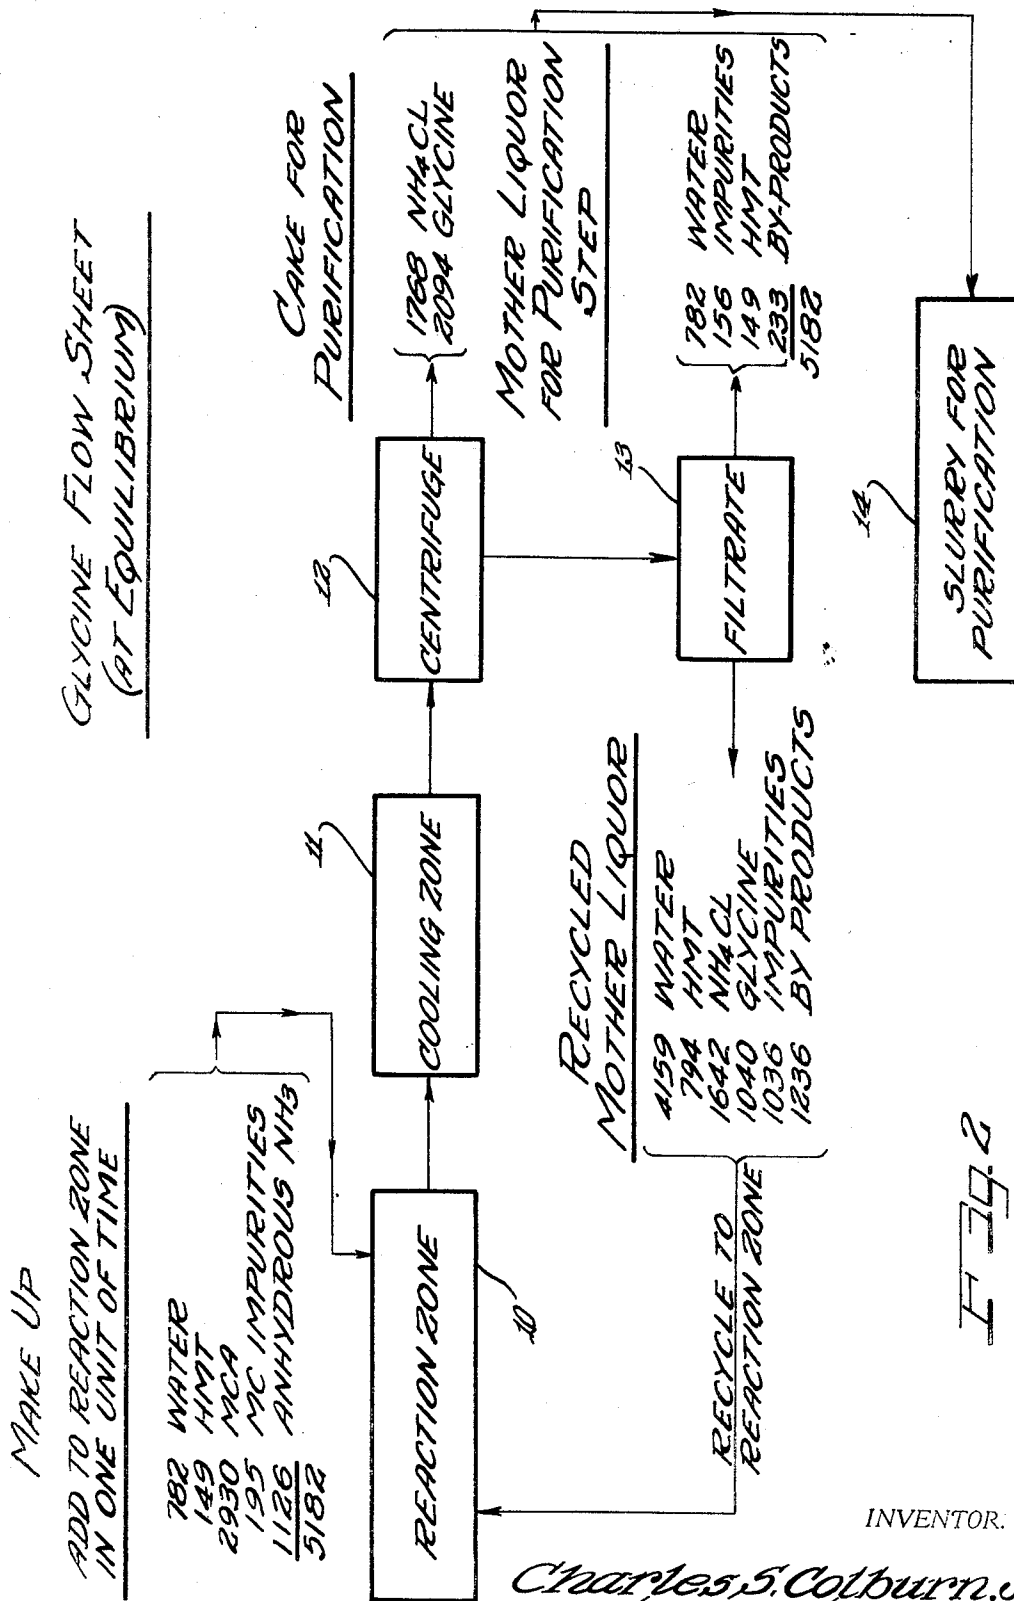 GLYCINE FLOW SHEET
(AT EQUILIBRIUM)
MAKE UP
ADD TO REACTION ZONE
IN ONE UNIT OF TIME
782 WATER
149 HMT
2930 MCA
195 MC IMPURITIES
1126 ANHYDROUS NH3
5182
REACTION ZONE
10
COOLING ZONE
11
CENTRIFUGE
12
CAKE FOR
PURIFICATION
1768 NH4CL
2094 GLYCINE
MOTHER LIQUOR
FOR PURIFICATION
STEP
782 WATER
156 IMPURITIES
149 HMT
233 BY-PRODUCTS
5182
FILTRATE
13
RECYCLED
MOTHER LIQUOR
4159 WATER
794 HMT
1642 NH4CL
1040 GLYCINE
1036 IMPURITIES
1236 BY PRODUCTS
RECYCLE TO
REACTION ZONE
SLURRY FOR
PURIFICATION
14
Fig. 2
INVENTOR.
Charles S. Colburn.